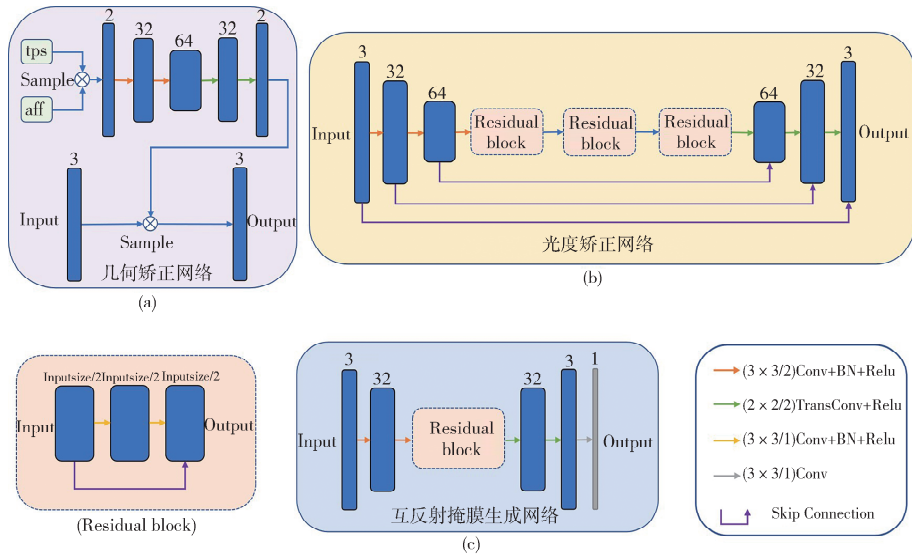 2
32
64
32
2
tps
Sample
aff
3
3
Input
Output
Sample
几何矫正网络
(a)
3
32
64
64
32
3
Input
Residual
block
Residual
block
Residual
block
Output
光度矫正网络
(b)
Inputsize/2
Inputsize/2
Inputsize/2
Input
Output
(Residual block)
3
32
32
3
1
Input
Residual
block
Output
互反射掩膜生成网络
(c)
(3 × 3/2)Conv+BN+Relu
(2 × 2/2)TransConv+Relu
(3 × 3/1)Conv+BN+Relu
(3 × 3/1)Conv
Skip Connection